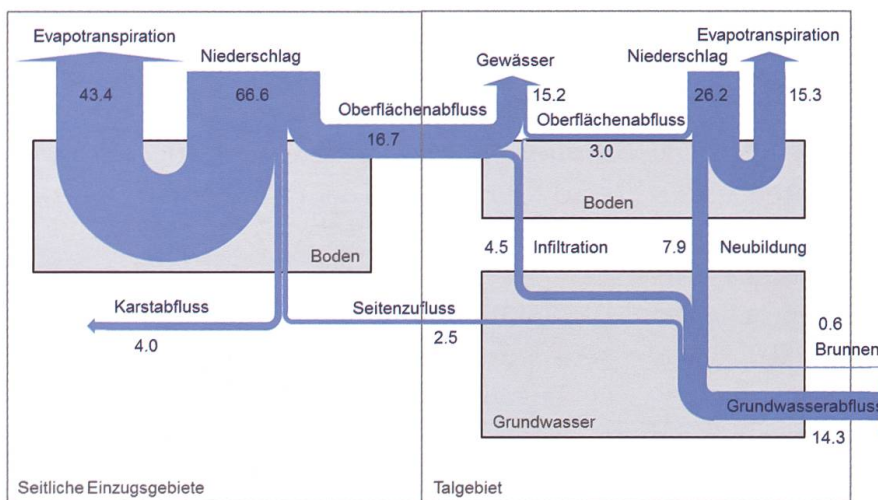 Evapotranspiration
Niederschlag
43.4
66.6
Oberflächenabfluss
16.7
Boden
Karstabfluss
4.0
Seitenzufluss
2.5
Seitliche Einzugsgebiete
Gewässer
15.2
Niederschlag
Evapotranspiration
26.2
15.3
Oberflächenabfluss
3.0
Boden
4.5
Infiltration
7.9
Neubildung
0.6
Brunnen
Grundwasserabfluss
14.3
Grundwasser
Talgebiet